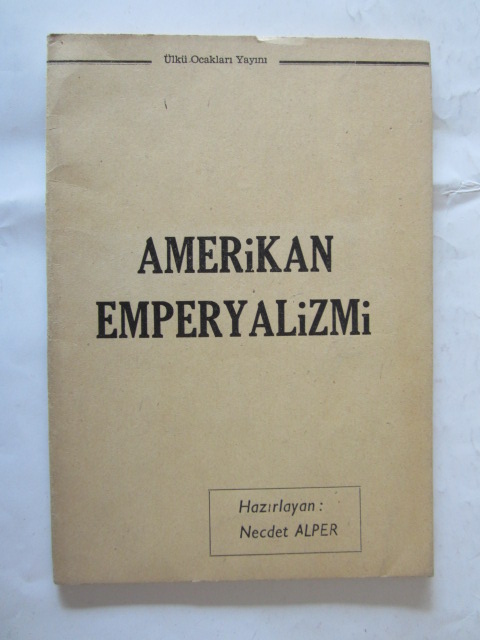 Ülkü Ocakları Yayını
AMERiKAN
EMPERYALiZMi
Hazırlayan :
Necdet ALPER